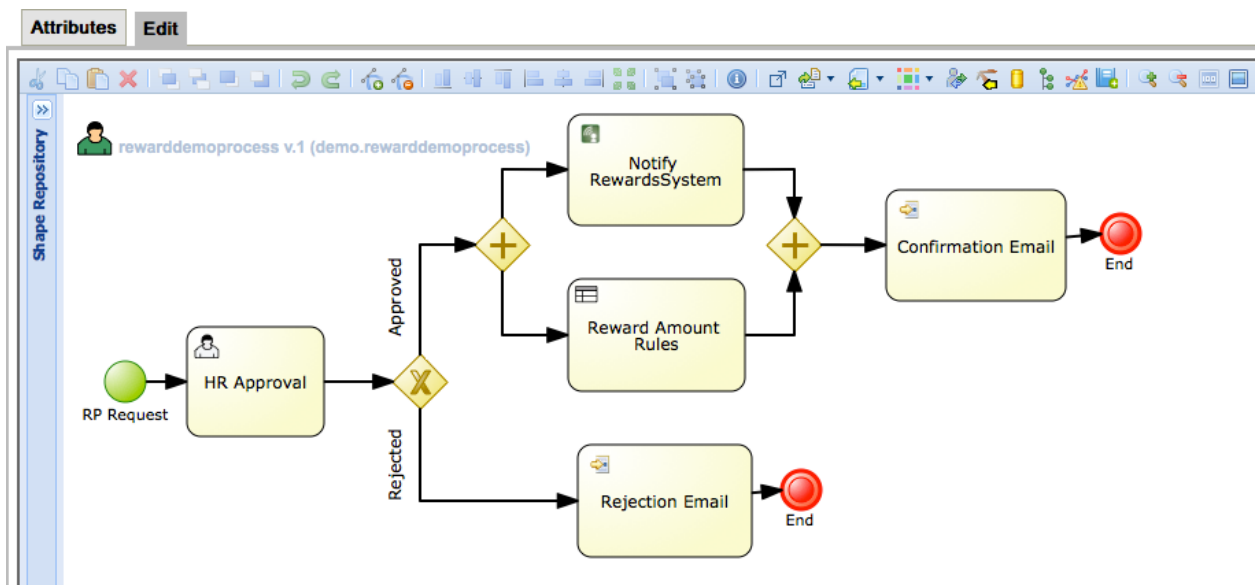 Attributes
Edit
Shape Repository
rewarddemoprocess v.1 (demo.rewarddemoprocess)
Notify
RewardsSystem
Confirmation Email
End
Approved
Reward Amount
Rules
HR Approval
RP Request
Rejected
Rejection Email
End